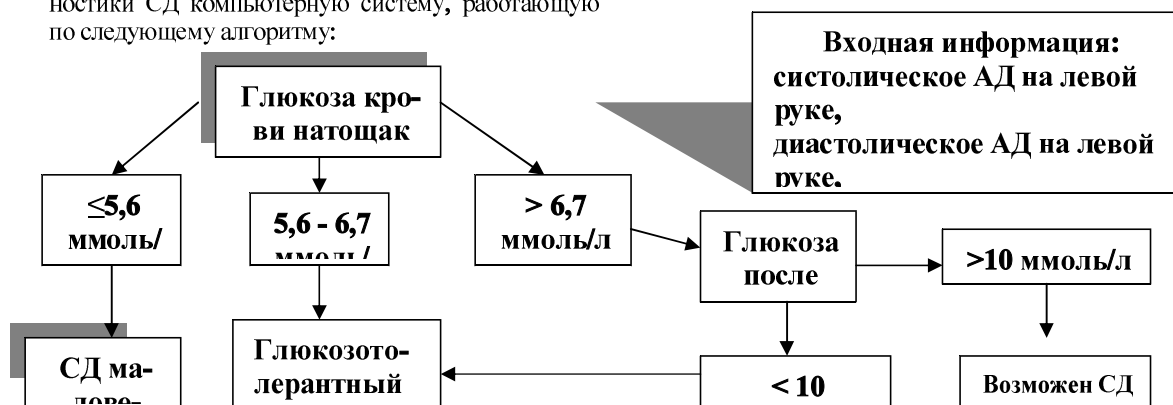 ностики СД компьютерную систему, работающую
по следующему алгоритму:
Входная информация:
систолическое АД на левой
руке,
диастолическое АД на левой
руке,
Глюкоза кро-
ви натощак
≤5,6
ммоль/
5,6 - 6,7
ммоль/
> 6,7
ммоль/л
Глюкоза
после
>10 ммоль/л
СД ма-
лове-
Глюкозото-
лерантный
< 10
Возможен СД